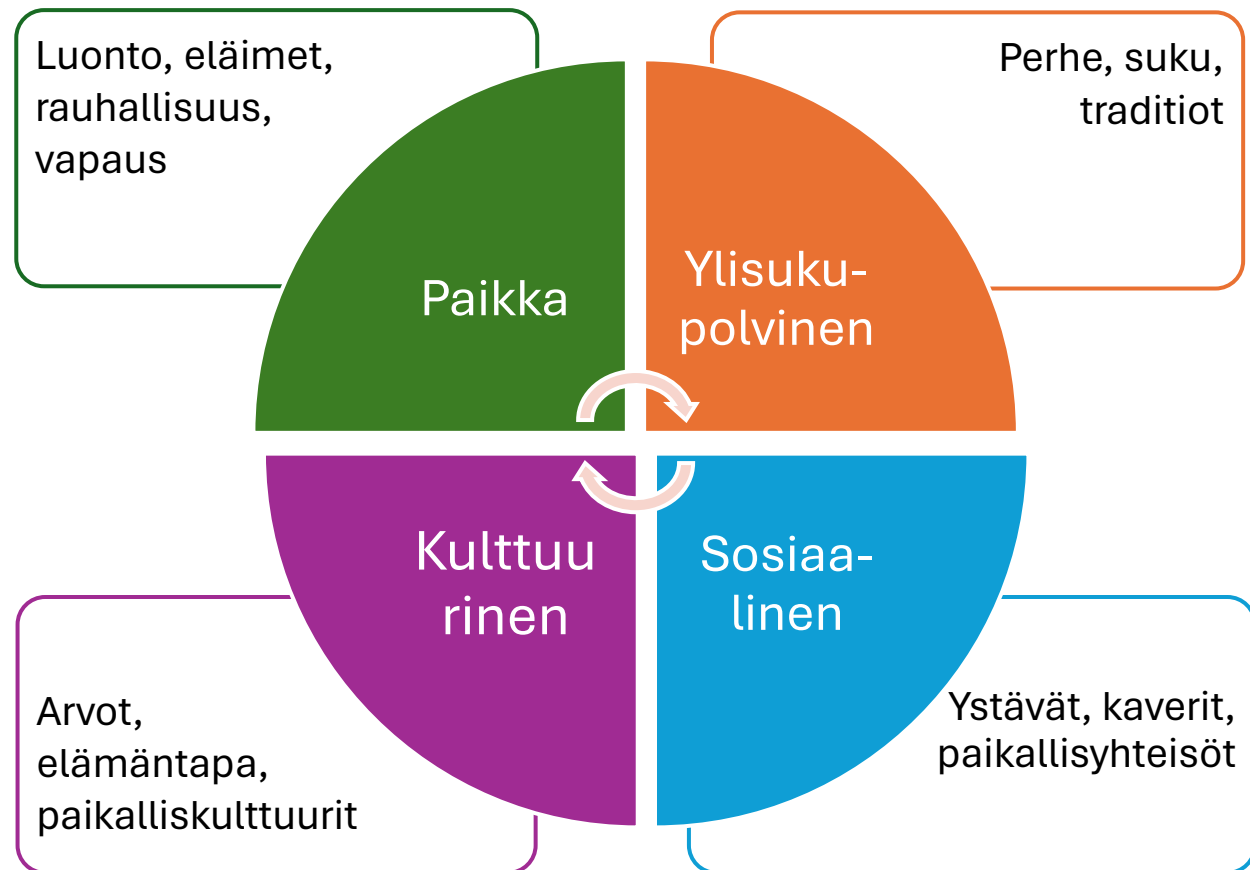 Luonto, eläimet,
rauhallisuus,
vapaus
Perhe, suku,
traditiot
Paikka
Ylisuku-
polvinen
Kulttuu
rinen
Sosiaa-
linen
Arvot,
elämäntapa,
paikalliskulttuurit
Ystävät, kaverit,
paikallisyhteisöt